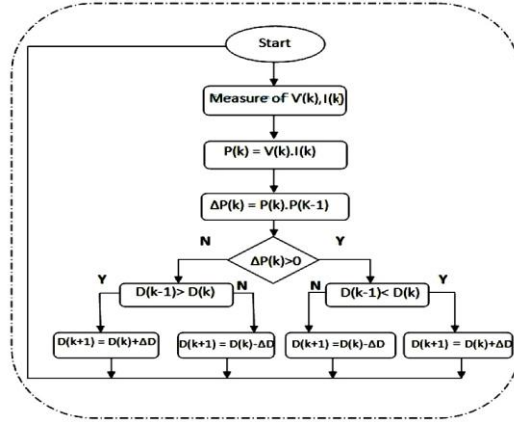 Start
Measure of V(k),I(k)
P(k) = V(k).I(k)
ΔP(k) = P(k).P(K-1)
N
Y
ΔP(k)>0
Y
D(k-1)> D(k)
N
N
D(k-1)< D(k)
Y
D(k+1) = D(k)+ΔD
D(k+1) = D(k)-ΔD
D(k+1) =D(k)-ΔD
D(k+1) = D(k)+ΔD